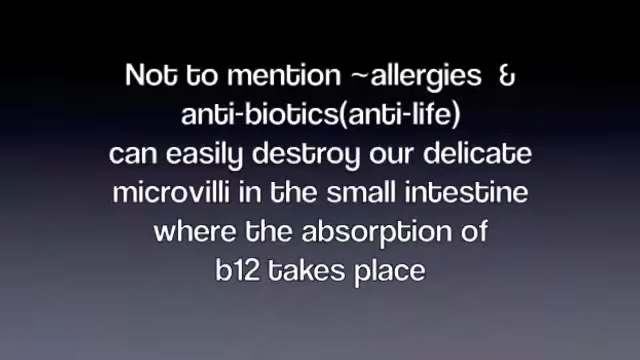 Not to mention ~allergies &
anti-biotics(anti-life)
can easily destroy our delicate
microvilli in the small intestine
where the absorption of
b12 takes place